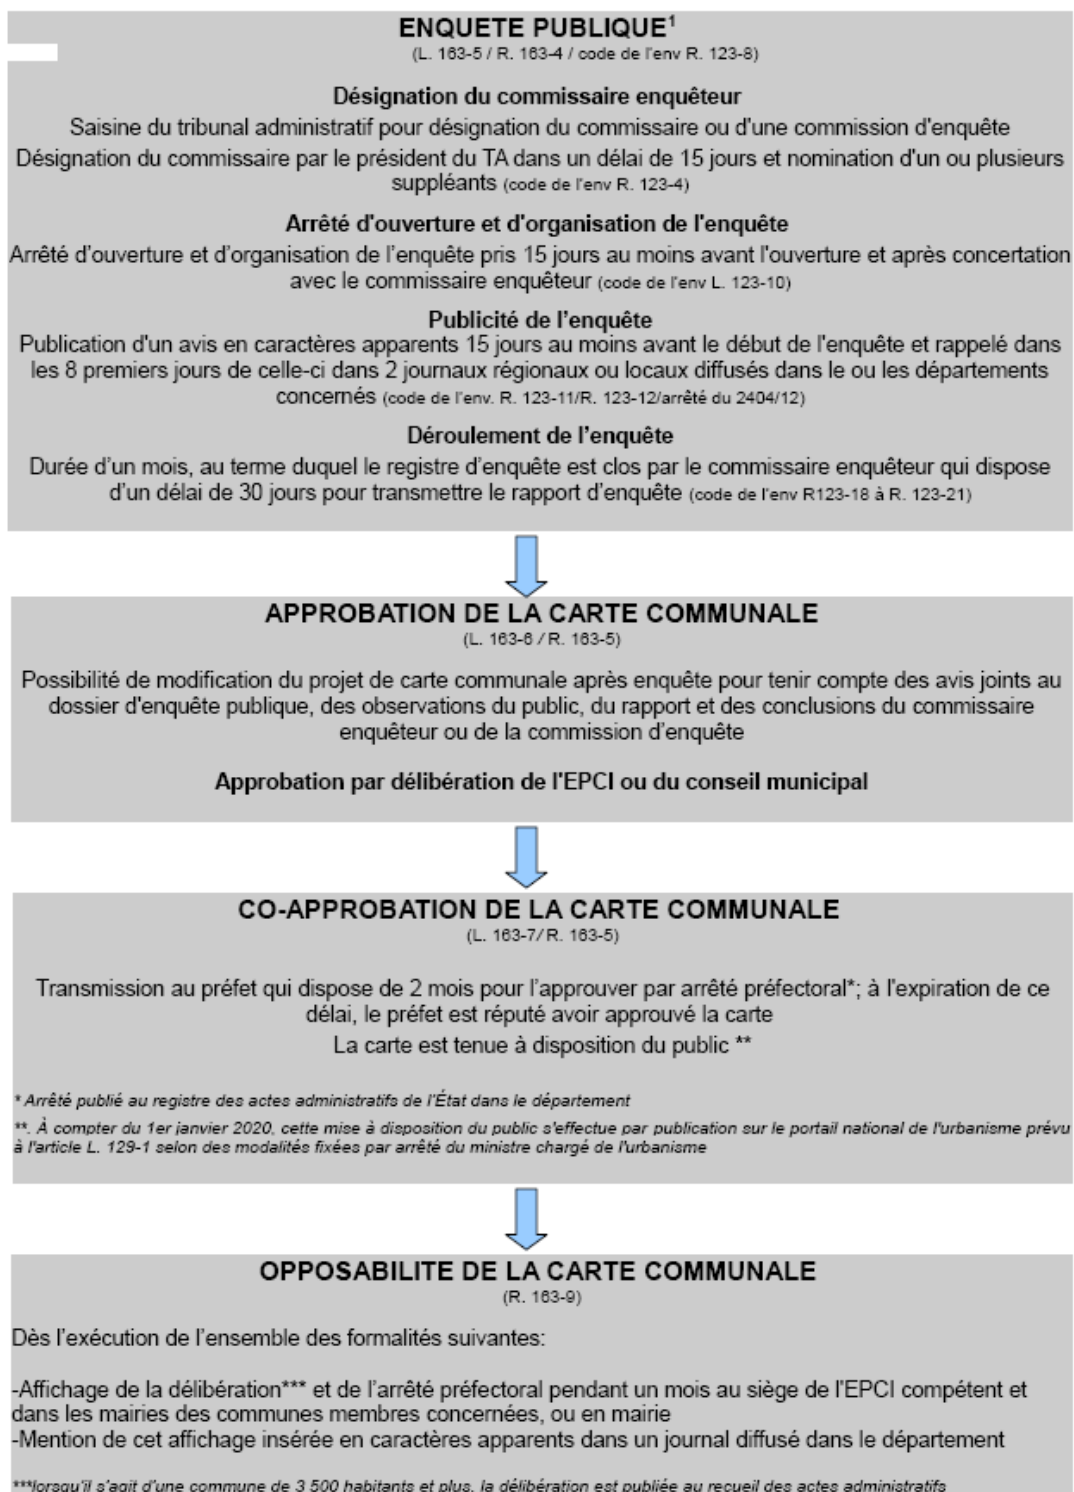 ENQUETE PUBLIQUE¹
(L. 163-5 / R. 163-4 / code de l'env R. 123-8)
Désignation du commissaire enquêteur
Saisine du tribunal administratif pour désignation du commissaire ou d'une commission d'enquête
Désignation du commissaire par le président du TA dans un délai de 15 jours et nomination d'un ou plusieurs
suppléants (code de l'env R. 123-4)
Arrêté d'ouverture et d'organisation de l'enquête
Arrêté d’ouverture et d’organisation de l’enquête pris 15 jours au moins avant l'ouverture et après concertation
avec le commissaire enquêteur (code de l'env L. 123-10)
Publicité de l’enquête
Publication d'un avis en caractères apparents 15 jours au moins avant le début de l'enquête et rappelé dans
les 8 premiers jours de celle-ci dans 2 journaux régionaux ou locaux diffusés dans le ou les départements
concernés (code de l'env. R. 123-11/R. 123-12/arrêté du 2404/12)
Déroulement de l’enquête
Durée d’un mois, au terme duquel le registre d’enquête est clos par le commissaire enquêteur qui dispose
d’un délai de 30 jours pour transmettre le rapport d’enquête (code de l'env R123-18 à R. 123-21)
APPROBATION DE LA CARTE COMMUNALE
(L. 163-6 / R. 163-5)
Possibilité de modification du projet de carte communale après enquête pour tenir compte des avis joints au
dossier d'enquête publique, des observations du public, du rapport et des conclusions du commissaire
enquêteur ou de la commission d’enquête
Approbation par délibération de l'EPCI ou du conseil municipal
CO-APPROBATION DE LA CARTE COMMUNALE
(L. 163-7/ R. 163-5)
Transmission au préfet qui dispose de 2 mois pour l’approuver par arrêté préfectoral*; à l'expiration de ce
délai, le préfet est réputé avoir approuvé la carte
La carte est tenue à disposition du public **
* Arrêté publié au registre des actes administratifs de l'État dans le département
**. À compter du 1er janvier 2020, cette mise à disposition du public s'effectue par publication sur le portail national de l'urbanisme prévu
à l'article L. 129-1 selon des modalités fixées par arrêté du ministre chargé de l'urbanisme
OPPOSABILITE DE LA CARTE COMMUNALE
(R. 163-9)
Dès l’exécution de l’ensemble des formalités suivantes:
-Affichage de la délibération*** et de l’arrêté préfectoral pendant un mois au siège de l'EPCI compétent et
dans les mairies des communes membres concernées, ou en mairie
-Mention de cet affichage insérée en caractères apparents dans un journal diffusé dans le département
***lorsqu'il s'agit d'une commune de 3 500 habitants et plus, la délibération est publiée au recueil des actes administratifs